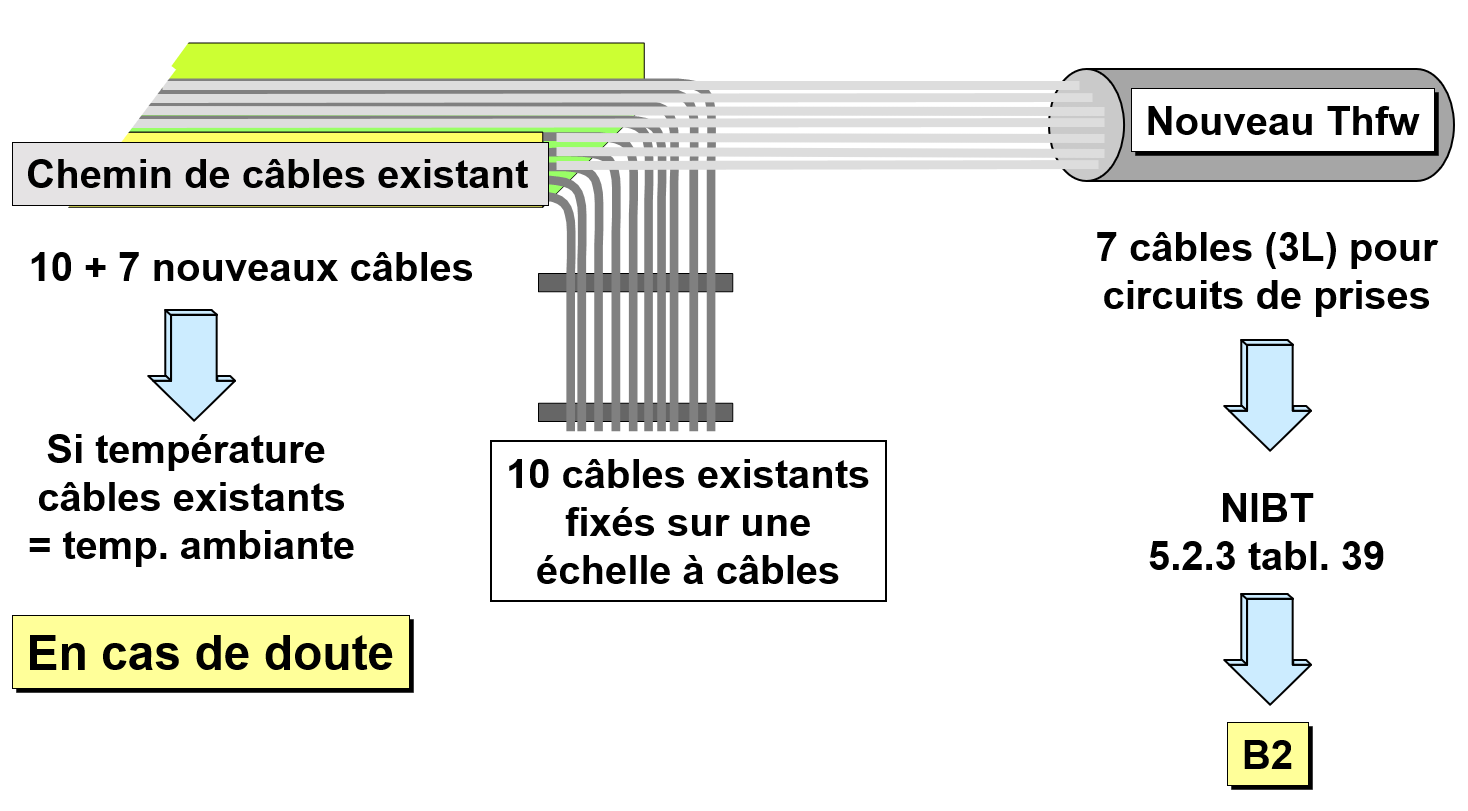 Nouveau Thfw
Chemin de câbles existant
10 + 7 nouveaux câbles
Si température
câbles existants
= temp. ambiante
En cas de doute
10 câbles existants
fixés sur une
échelle à câbles
7 câbles (3L) pour
circuits de prises
NIBT
5.2.3 tabl. 39
B2